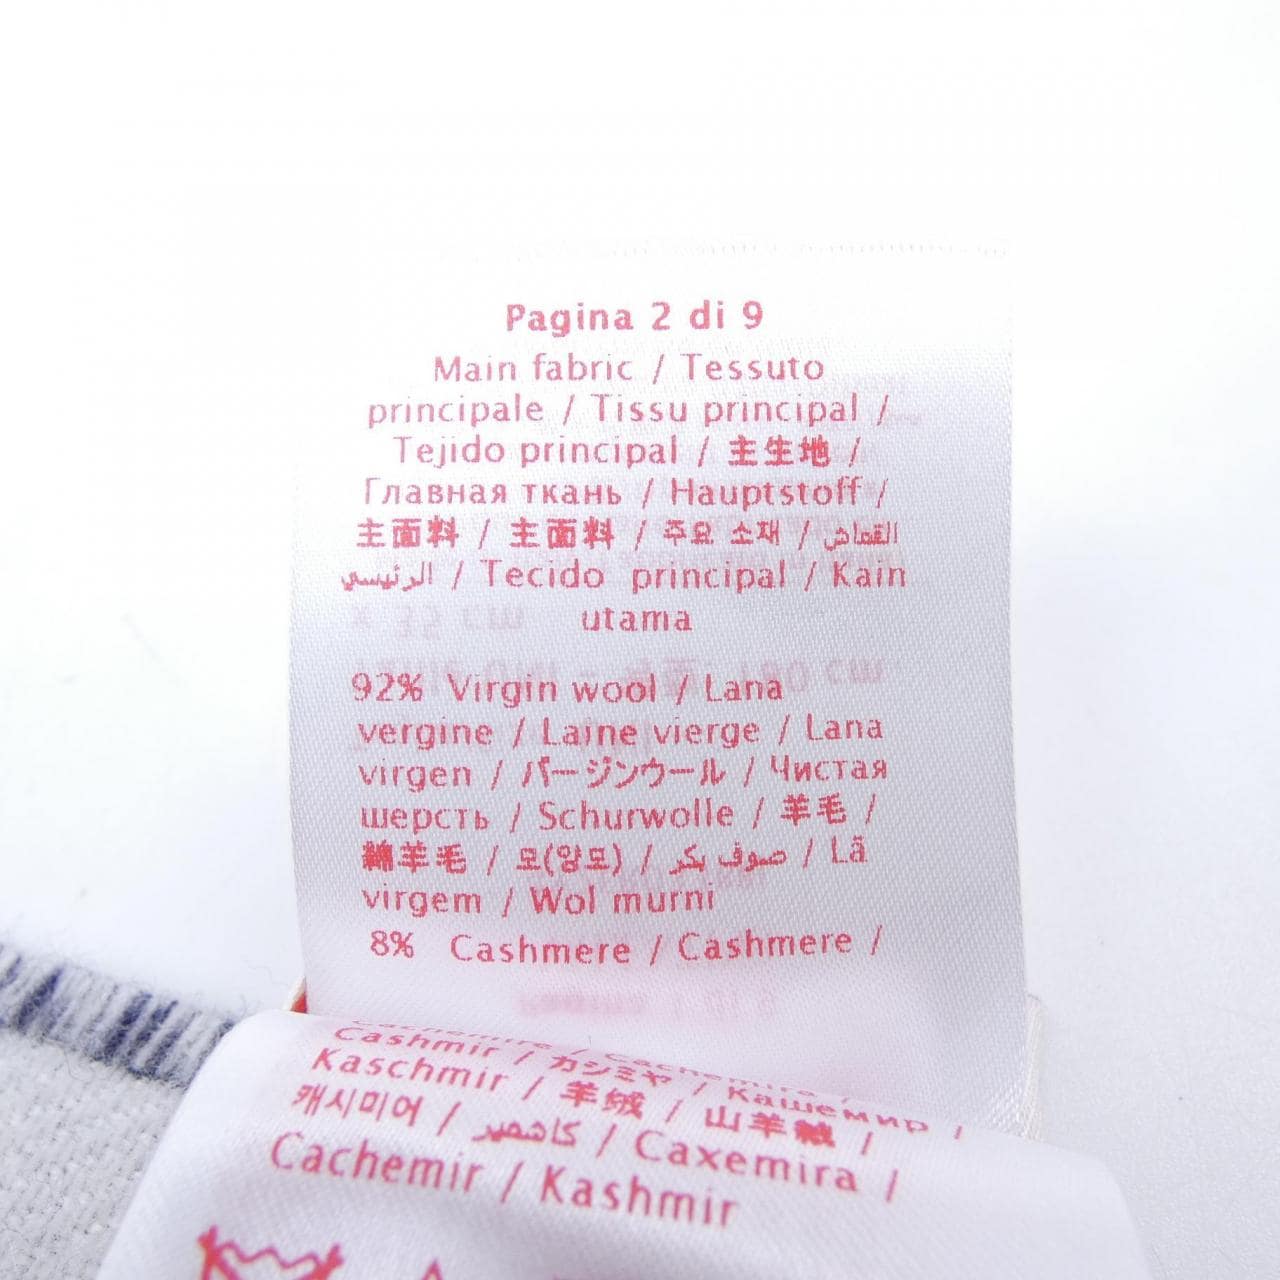 Pagina 2 di 9
Main fabric / Tessuto
principale / Tissu principal /
Tejido principal / 主生地 /
Главная ткань / Hauptstoff /
主面料 / 主面料 / 주요 소재 / القماش
الرئيسي / Tecido principal / Kain
utama
92% Virgin wool / Lana
vergine / Laine vierge / Lana
virgen / バージンウール / Чистая
шерсть / Schurwolle / 羊毛 /
綿羊毛 / 모(양모) / صوف بكر / Lã
virgem / Wol murni
8% Cashmere / Cashmere /
Cachemire / Cachemire /
Cashmir / カシミヤ / Кашемир /
Kaschmir / 羊绒 / 山羊絨 /
캐시미어 / كاشمير / Caxemira /
Cachemir / Kashmir